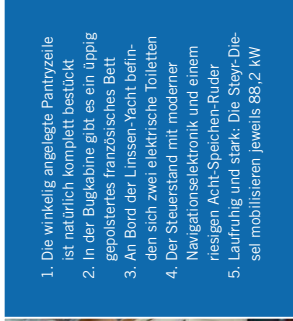 1. Die winkelig angelegte Pantryzeile
ist natürlich komplett bestückt
2. In der Bugkabine gibt es ein üppig
gepolstertes französisches Bett
3. An Bord der Linssen-Yacht befin-
den sich zwei elektrische Toiletten
4. Der Steuerstand mit moderner
Navigationselektronik und einem
riesigen Acht-Speichen-Ruder
5. Laufruhig und stark: Die Steyr-Die-
sel mobilisieren jeweils 88,2 kW